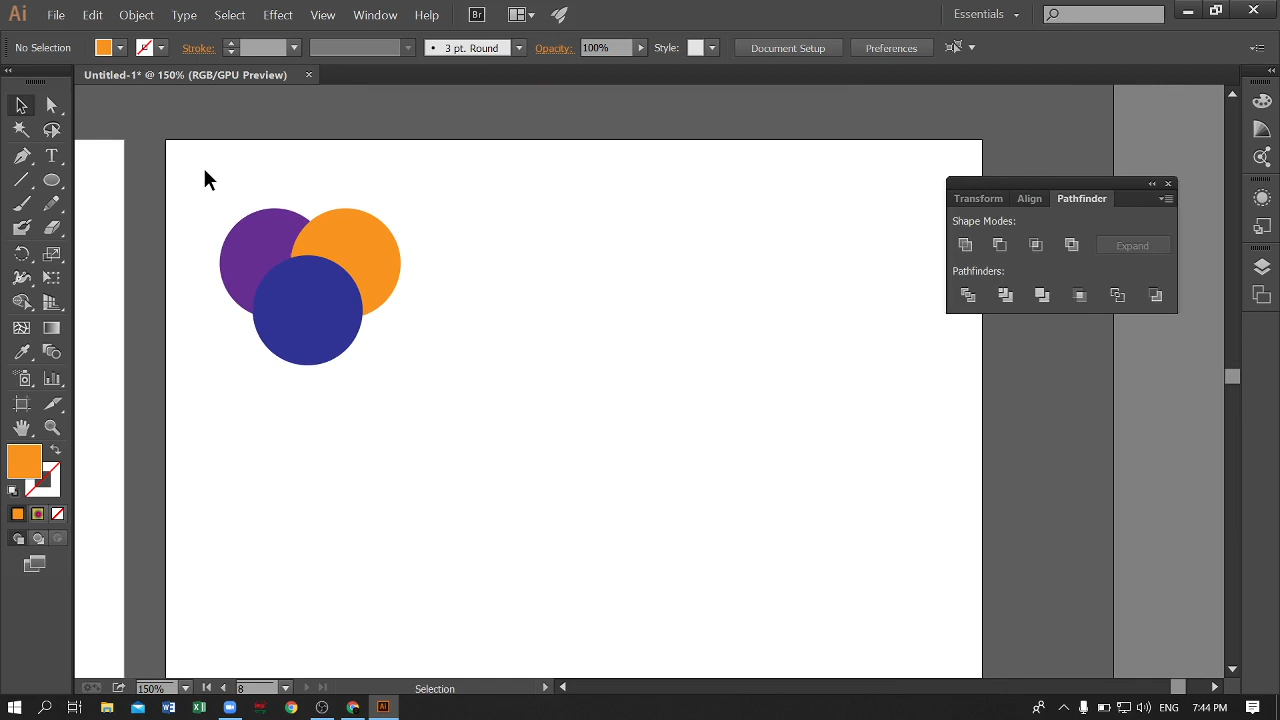 Ai File Edit Object Type Select Effect View Window Help Br Essentials
No Selection Stroke: 3 pt. Round Opacity: 100% Style: Document Setup Preferences
Untitled-1* @ 150% (RGB/GPU Preview)
Transform Align Pathfinder
Shape Modes:
Expand
Pathfinders:
150% 8 Selection
ENG 7:44 PM